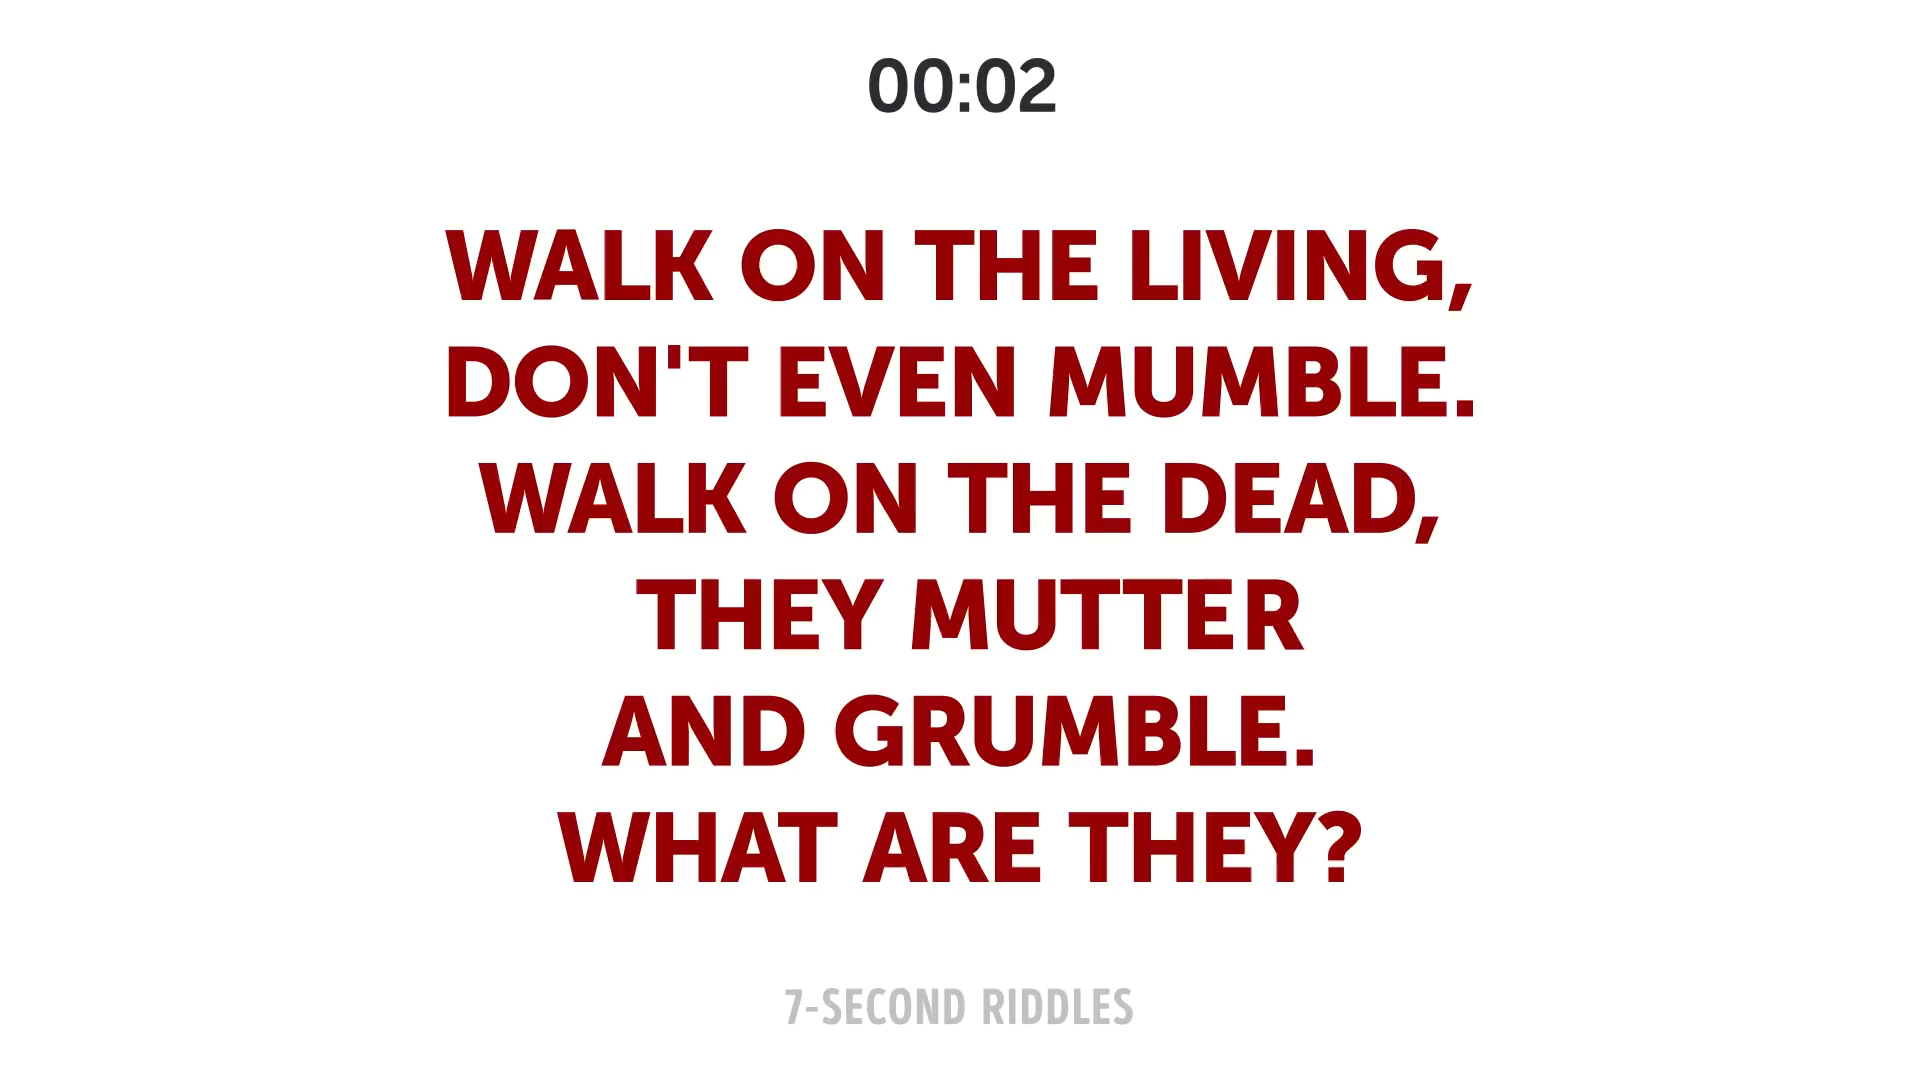 00:02
WALK ON THE LIVING,
DON'T EVEN MUMBLE.
WALK ON THE DEAD,
THEY MUTTER
AND GRUMBLE.
WHAT ARE THEY?
7-SECOND RIDDLES